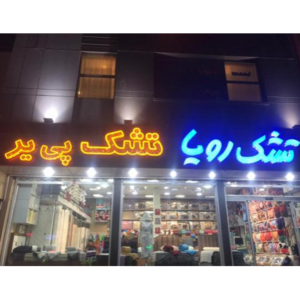 تشک رویا تشک پی یر